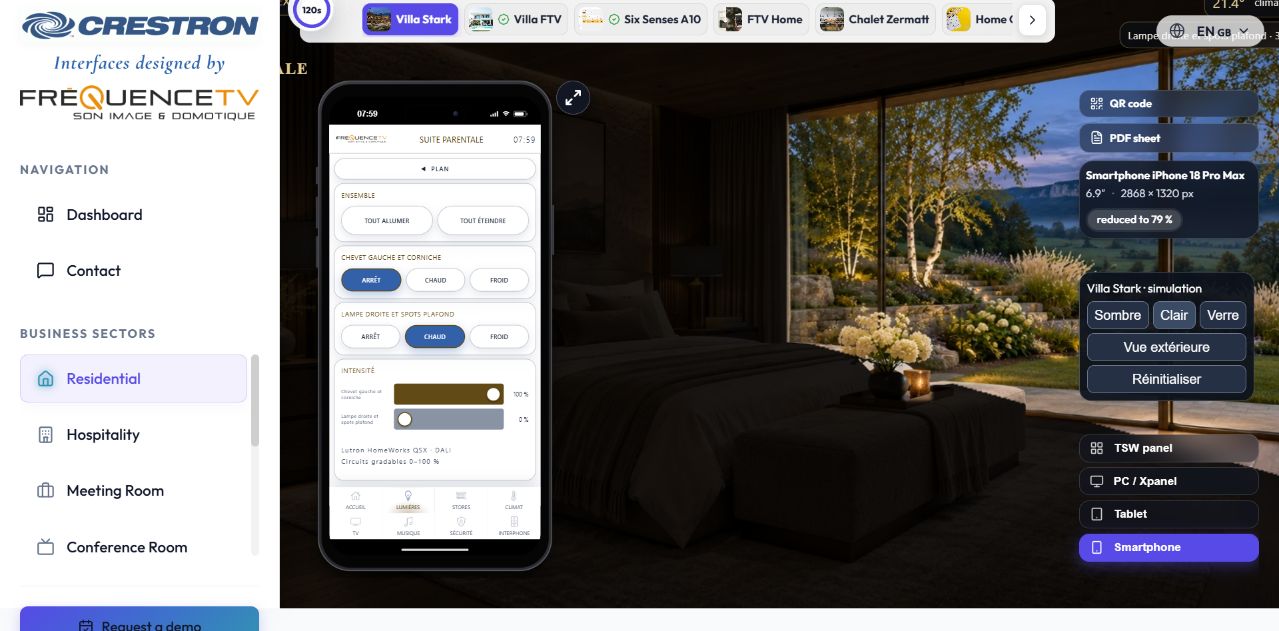 CRESTRON
Interfaces designed by
FRÉQUENCETV
SON IMAGE & DOMOTIQUE
NAVIGATION
Dashboard
Contact
BUSINESS SECTORS
Residential
Hospitality
Meeting Room
Conference Room
Request a demo
120s
Villa Stark
Villa FTV
Six Senses A10
FTV Home
Chalet Zermatt
Home
21.4°
clima
EN GB
ALE
07:59
FRÉQUENCETV
SUITE PARENTALE
07:59
◄ PLAN
ENSEMBLE
TOUT ALLUMER
TOUT ÉTEINDRE
CHEVET GAUCHE ET CORNICHE
ARRÊT
CHAUD
FROID
LAMPE DROITE ET SPOTS PLAFOND
ARRÊT
CHAUD
FROID
INTENSITÉ
Chevet gauche et
corniche
100 %
Lampe droite et
spots plafond
0 %
Lutron HomeWorks QSX · DALI
Circuits gradables 0–100 %
ACCUEIL
LUMIÈRES
STORES
CLIMAT
TV
MUSIQUE
SÉCURITÉ
INTERPHONE
QR code
PDF sheet
Smartphone iPhone 18 Pro Max
6.9″ · 2868 × 1320 px
reduced to 79 %
Villa Stark · simulation
Sombre
Clair
Verre
Vue extérieure
Réinitialiser
TSW panel
PC / Xpanel
Tablet
Smartphone